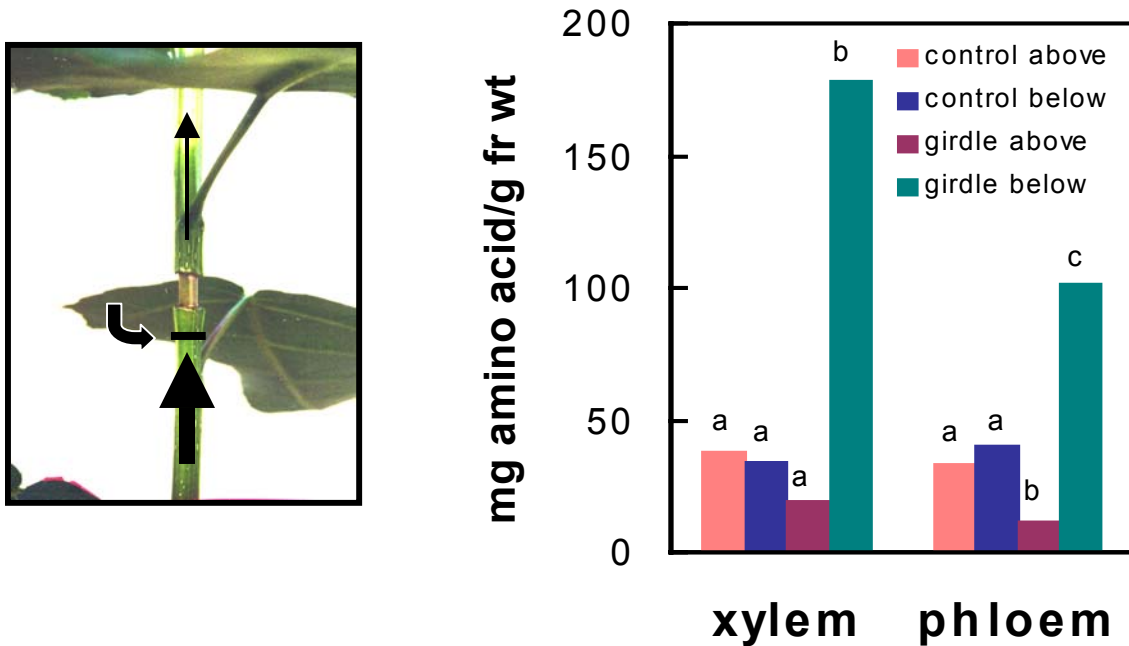 mg amino acid/g fr wt
200
150
100
50
0
control above
control below
girdle above
girdle below
a
a
a
b
a
a
b
c
xylem
phloem